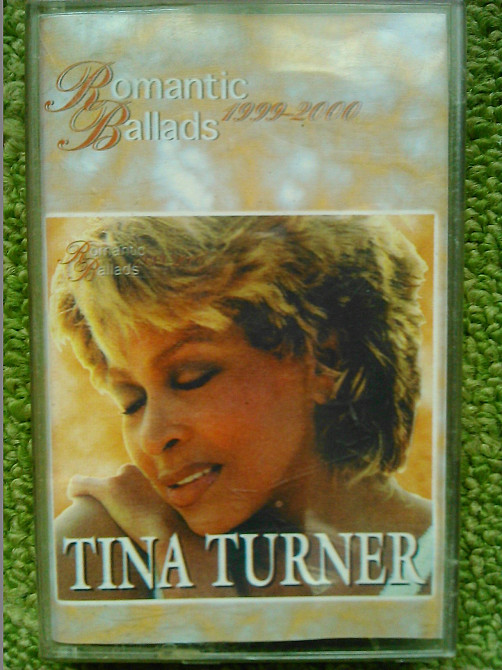 Romantic
Ballads 1999-2000
Romantic
Ballads
TINA TURNER